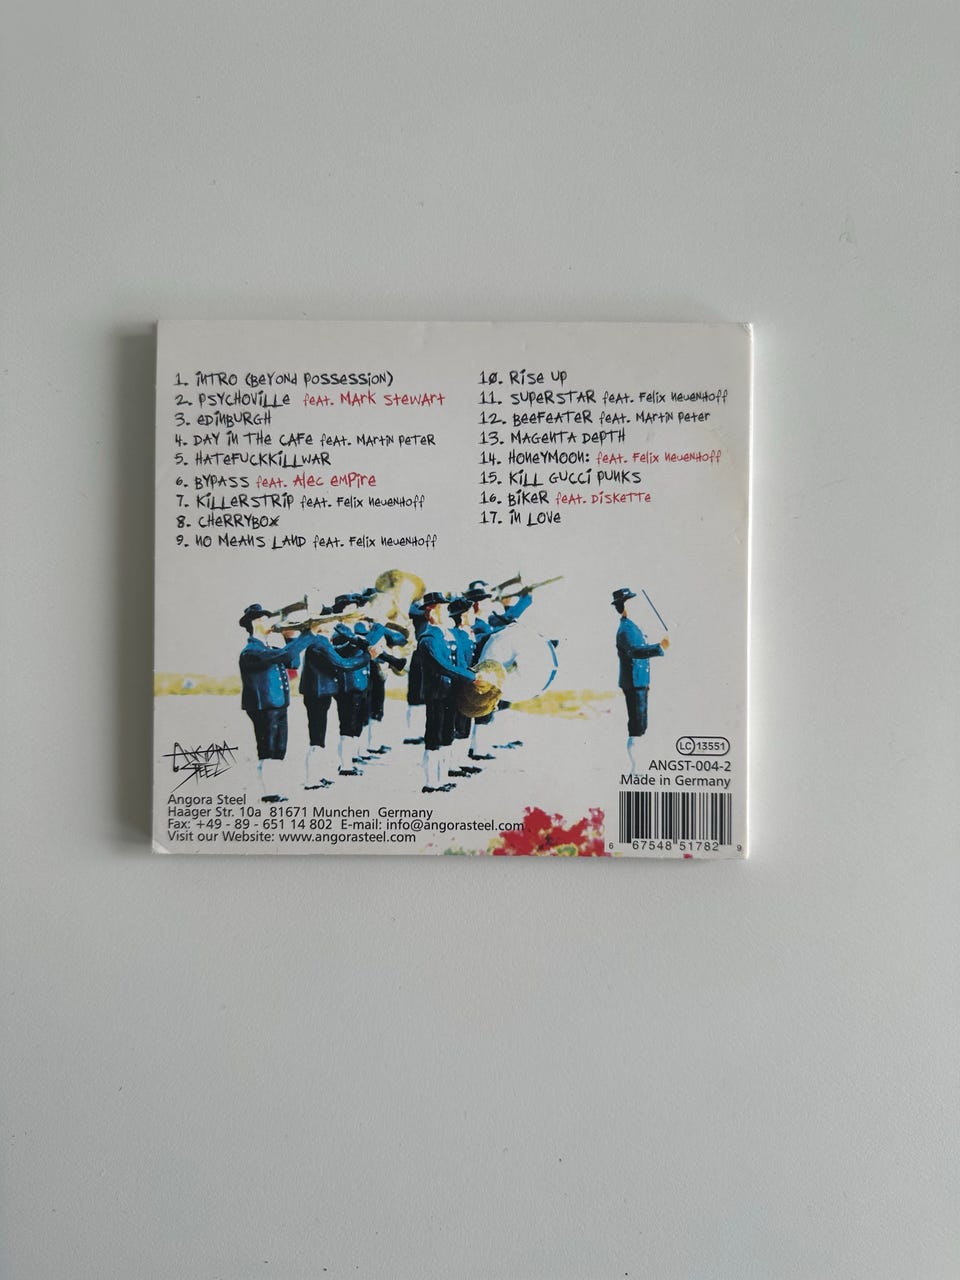 1. INTRO (BEYOND POSSESSION)
2. PSYCHOVILLE feat. MARK STEWART
3. EDINBURGH
4. DAY IN THE CAFE feat. MARTIN PETER
5. HATEFUCKKILLWAR
6. BYPASS feat. ALEC EMPIRE
7. KILLERSTRIP feat. FELIX NEUENHOFF
8. CHERRYBOX
9. NO MEANS LAND feat. FELIX NEUENHOFF
10. RISE UP
11. SUPERSTAR feat. FELIX NEUENHOFF
12. BEEFEATER feat. MARTIN PETER
13. MAGENTA DEPTH
14. HONEYMOON: feat. FELIX NEUENHOFF
15. KILL GUCCI PUNKS
16. BIKER feat. DISKETTE
17. IN LOVE
ANGORA
STEEL
Angora Steel
Haager Str. 10a 81671 Munchen Germany
Fax: +49 - 89 - 651 14 802 E-mail: info@angorasteel.com
Visit our Website: www.angorasteel.com
LC 13551
ANGST-004-2
Made in Germany
6 67548 51782 9